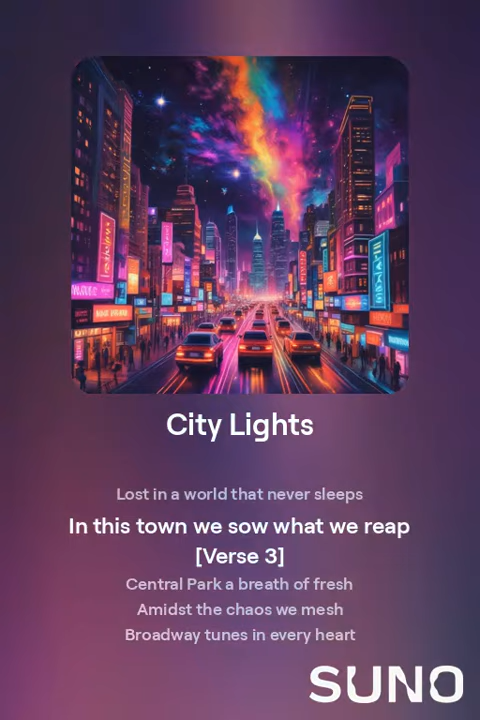 City Lights
Lost in a world that never sleeps
In this town we sow what we reap
[Verse 3]
Central Park a breath of fresh
Amidst the chaos we mesh
Broadway tunes in every heart
SUNO